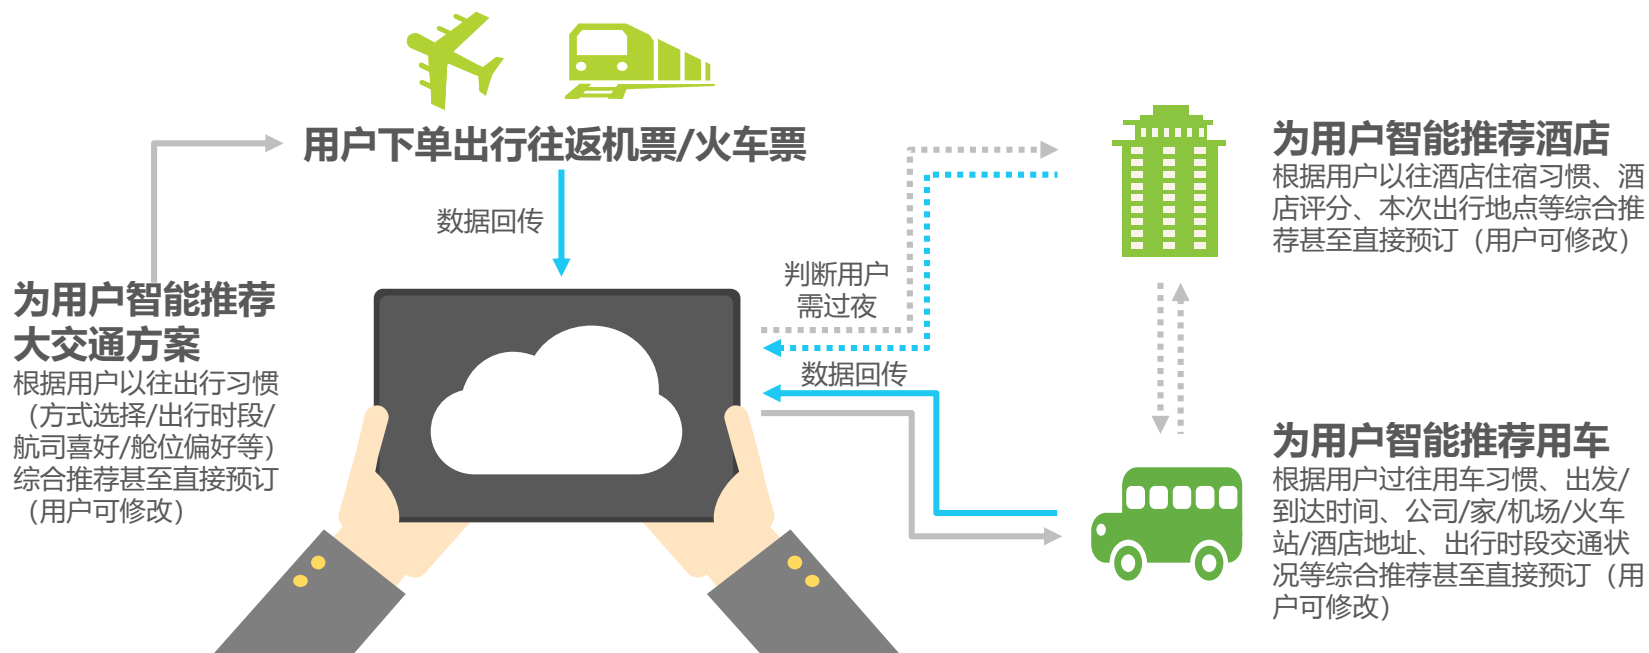 用户下单出行往返机票/火车票
数据回传
为用户智能推荐
大交通方案
根据用户以往出行习惯
（方式选择/出行时段/
航司喜好/舱位偏好等）
综合推荐甚至直接预订
（用户可修改）
判断用户
需过夜
数据回传
为用户智能推荐酒店
根据用户以往酒店住宿习惯、酒
店评分、本次出行地点等综合推
荐甚至直接预订（用户可修改）
为用户智能推荐用车
根据用户过往用车习惯、出发/
到达时间、公司/家/机场/火车
站/酒店地址、出行时段交通状
况等综合推荐甚至直接预订（用
户可修改）